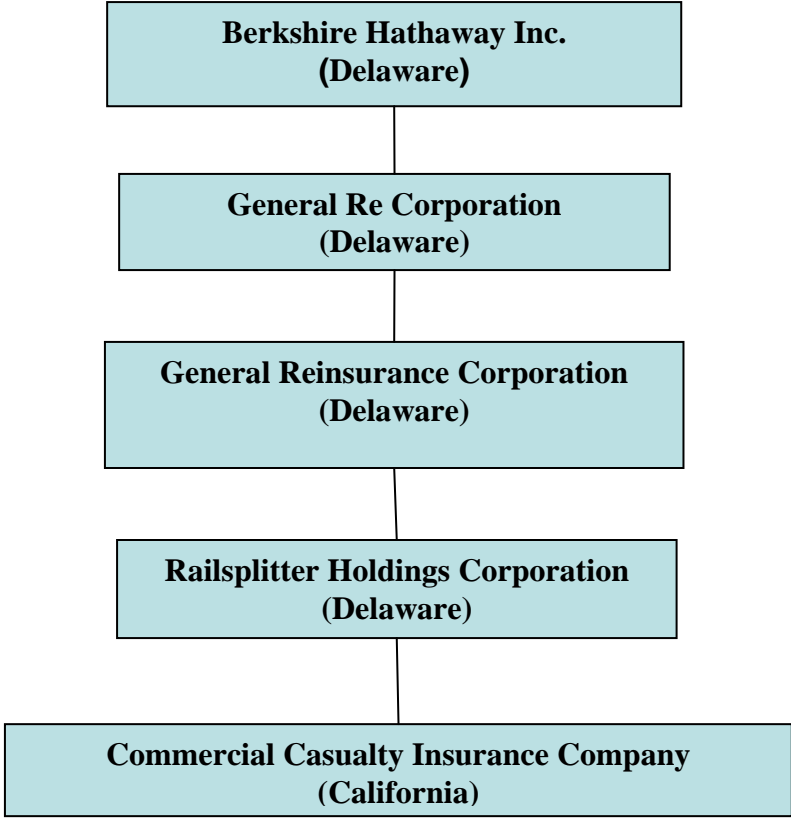 Berkshire Hathaway Inc.
(Delaware)
General Re Corporation
(Delaware)
General Reinsurance Corporation
(Delaware)
Railsplitter Holdings Corporation
(Delaware)
Commercial Casualty Insurance Company
(California)